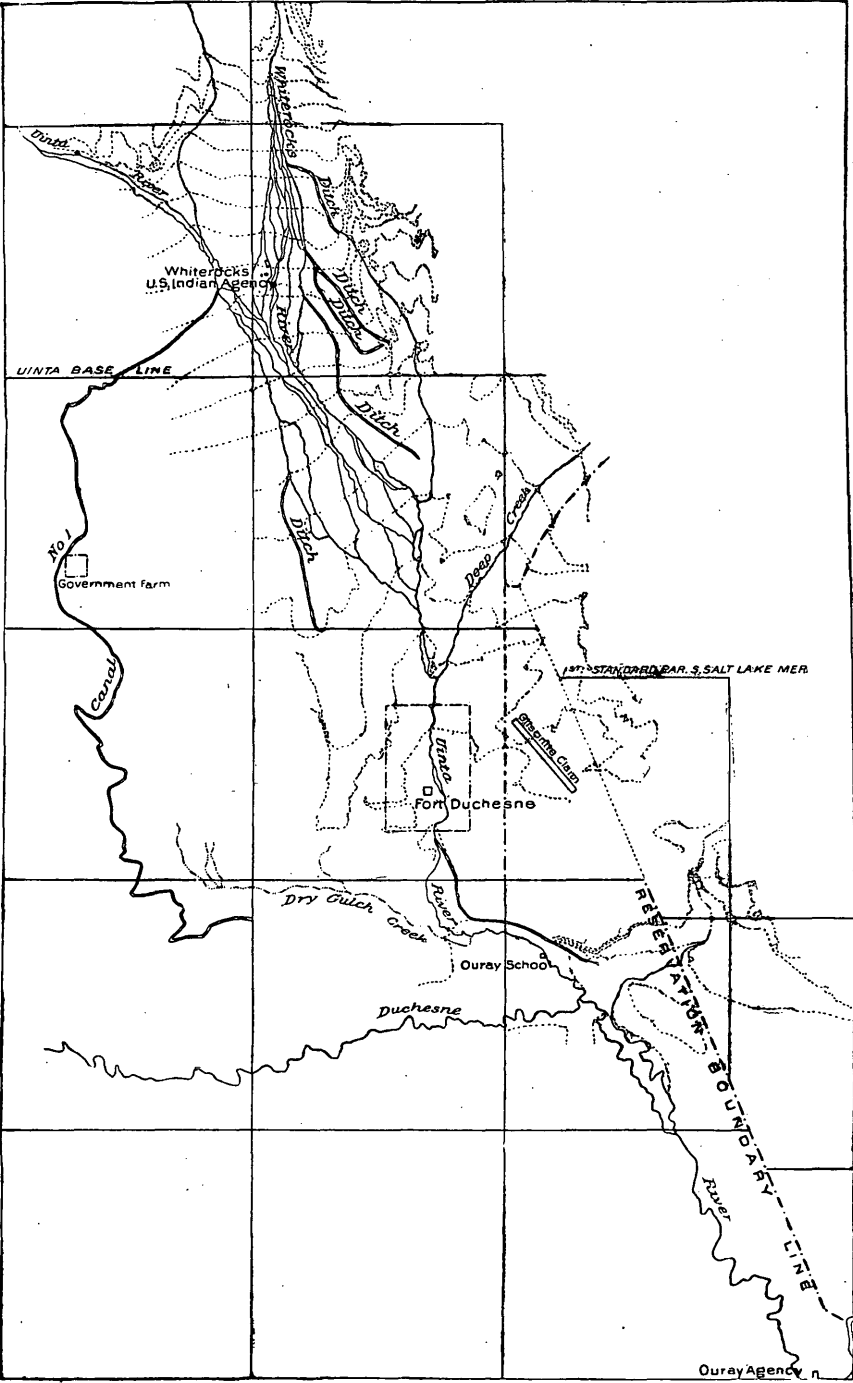 Whiterocks
Uinta
River
Ditch
Whiterocks
U.S. Indian Agency
Ditch
Ditch
River
UINTA BASE LINE
Ditch
Ditch
Deep Creek
No 1
Government Farm
1ST. STANDARD PAR. S. SALT LAKE MER.
Canal
Gilsonite Claim
Uinta
Fort Duchesne
Dry Gulch Creek
River
RESERVATION BOUNDARY LINE
Ouray School
Duchesne
River
Ouray Agency